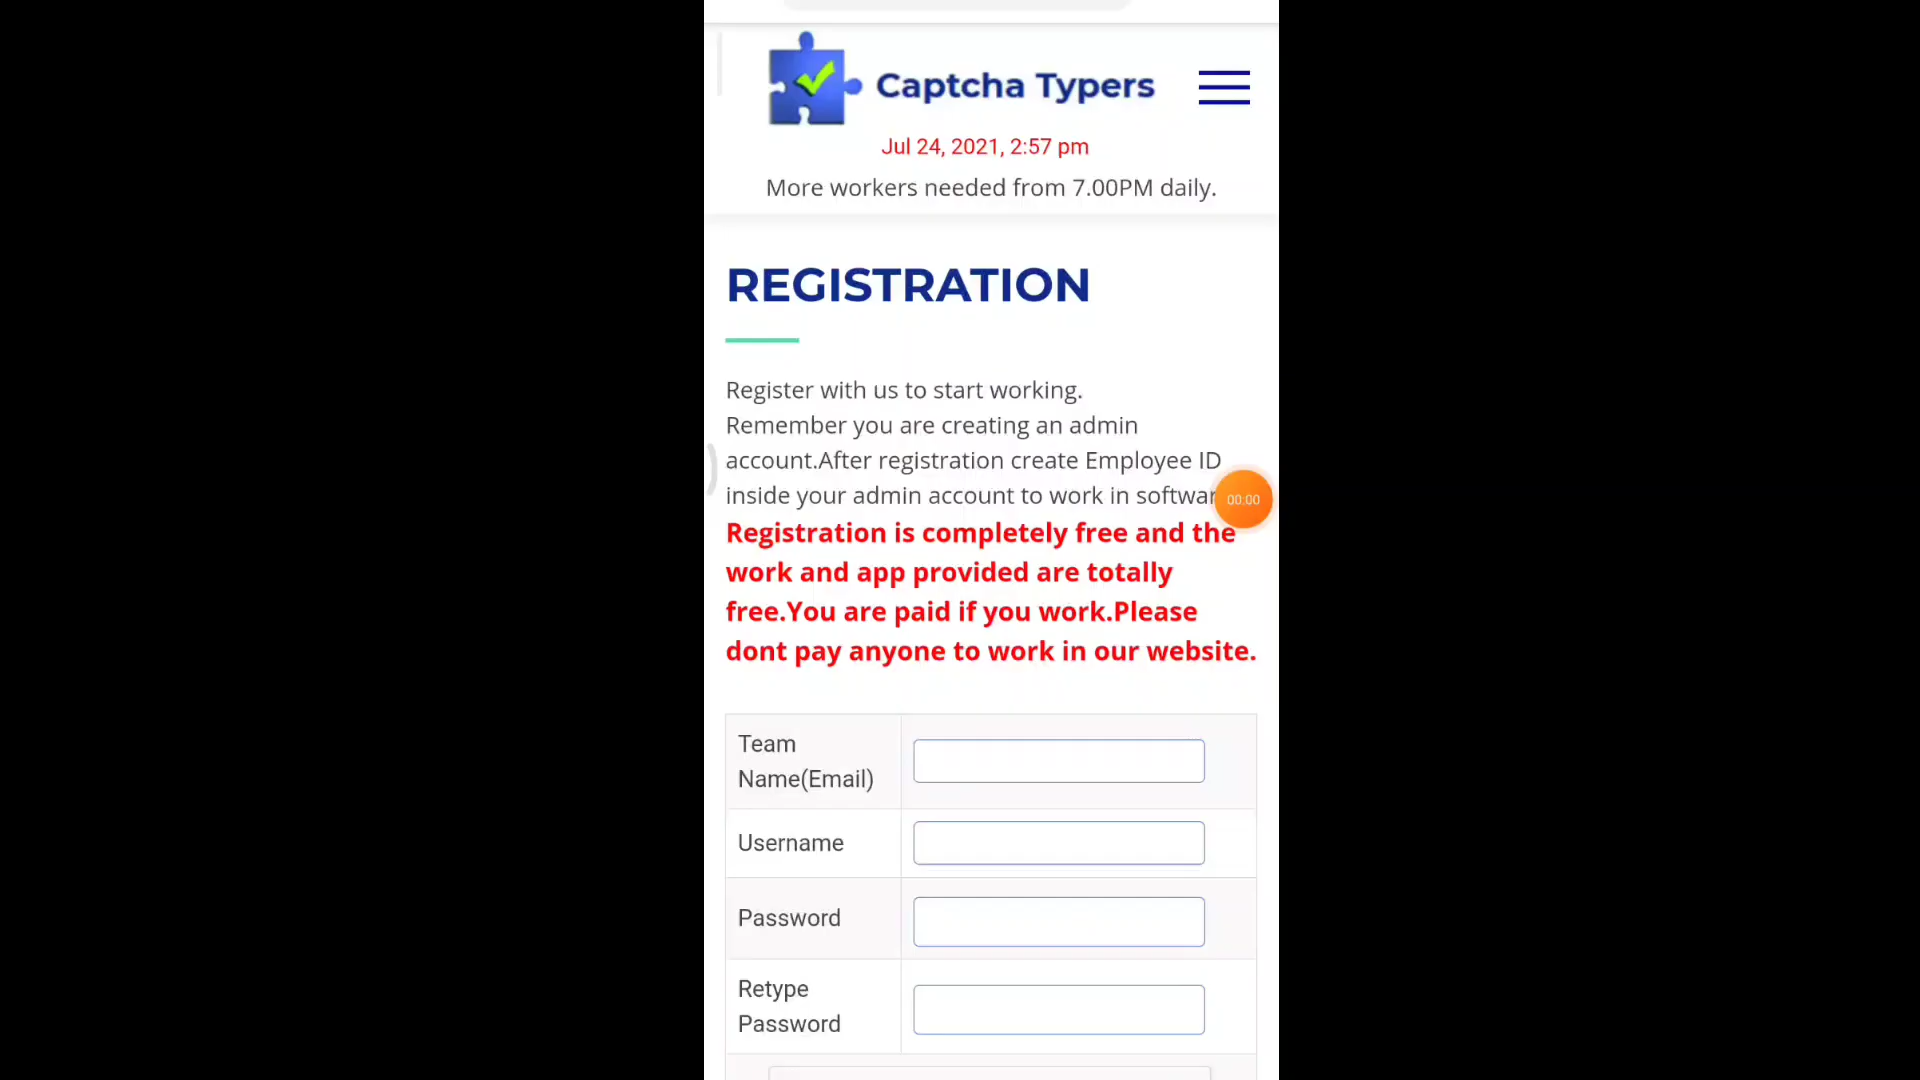 Captcha Typers
Jul 24, 2021, 2:57 pm
More workers needed from 7.00PM daily.
REGISTRATION
Register with us to start working.
Remember you are creating an admin
account.After registration create Employee ID
inside your admin account to work in softwar
00:00
Registration is completely free and the
work and app provided are totally
free.You are paid if you work.Please
dont pay anyone to work in our website.
Team
Name(Email)
Username
Password
Retype
Password